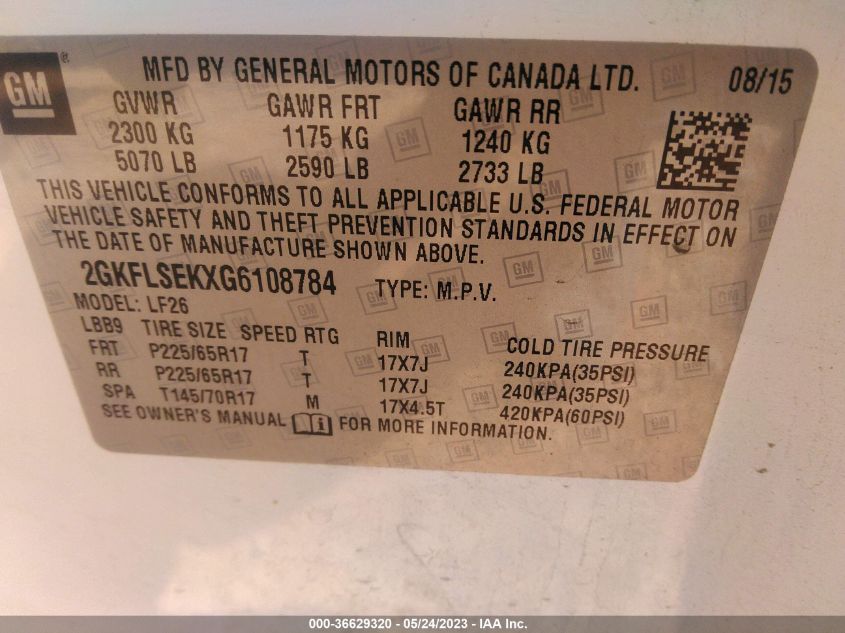 GM ®
MFD BY GENERAL MOTORS OF CANADA LTD. 08/15
GVWR GAWR FRT GAWR RR
2300 KG 1175 KG 1240 KG
5070 LB 2590 LB 2733 LB
THIS VEHICLE CONFORMS TO ALL APPLICABLE U.S. FEDERAL MOTOR
VEHICLE SAFETY AND THEFT PREVENTION STANDARDS IN EFFECT ON
THE DATE OF MANUFACTURE SHOWN ABOVE.
2GKFLSEKXG6108784 TYPE: M.P.V.
MODEL: LF26
LBB9 TIRE SIZE SPEED RTG RIM COLD TIRE PRESSURE
FRT P225/65R17 T 17X7J 240KPA(35PSI)
RR P225/65R17 T 17X7J 240KPA(35PSI)
SPA T145/70R17 M 17X4.5T 420KPA(60PSI)
SEE OWNER'S MANUAL FOR MORE INFORMATION.
000-36629320 / 05/24/2023 - IAA Inc.